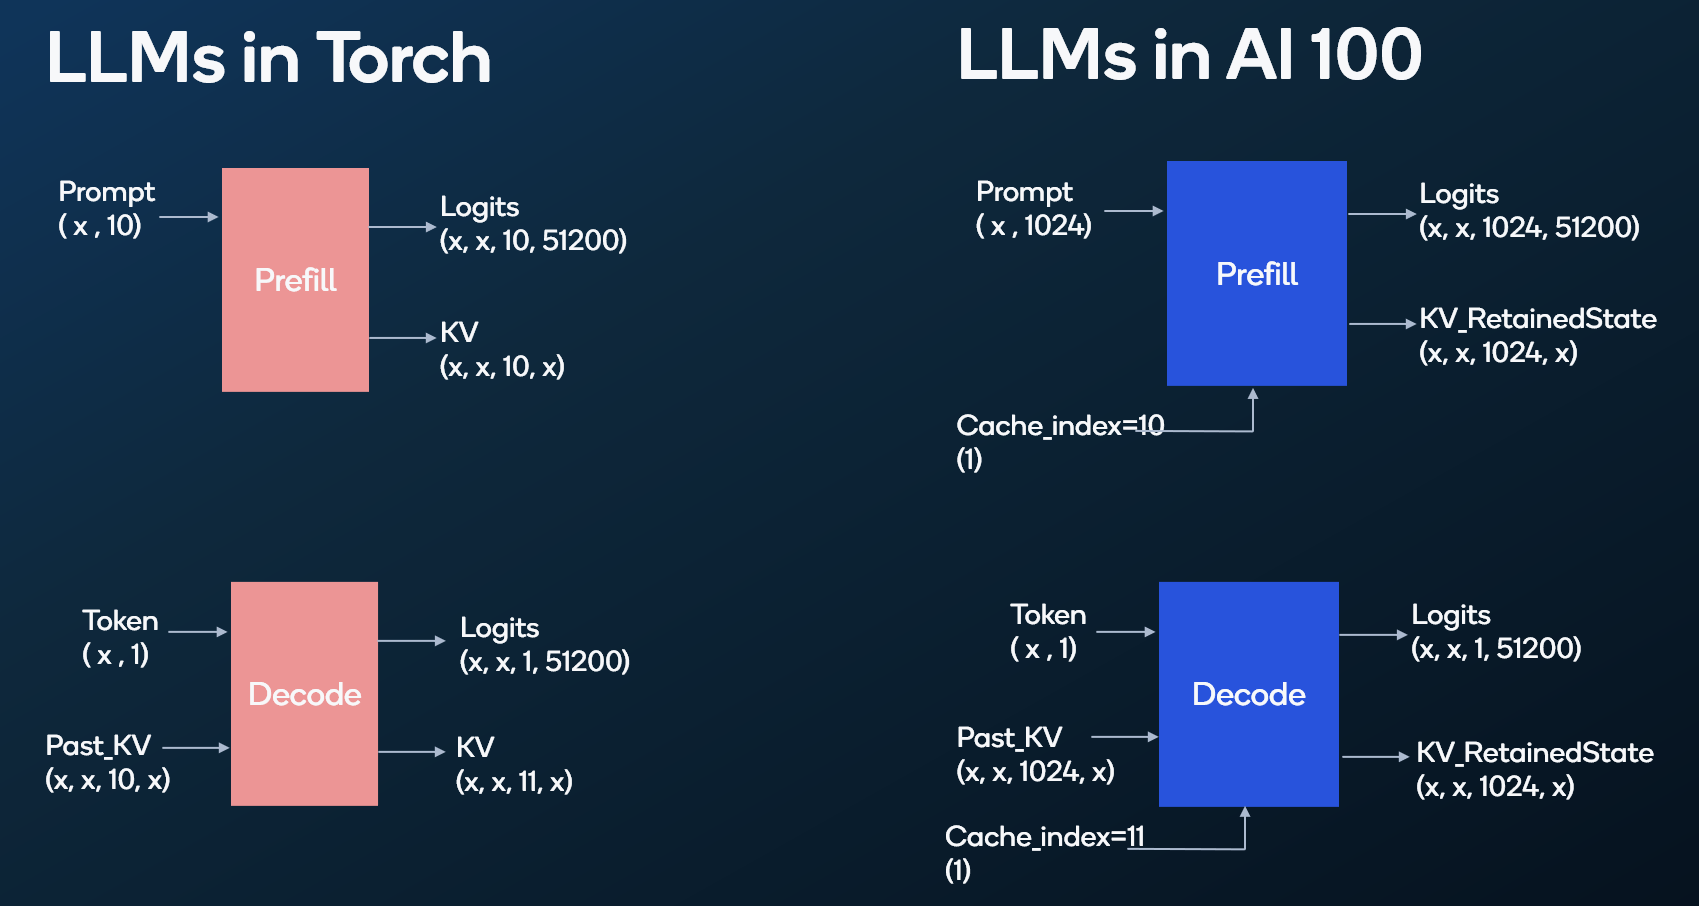 LLMs in Torch
Prompt
( x , 10)
Prefill
Logits
(x, x, 10, 51200)
KV
(x, x, 10, x)
Token
( x , 1)
Past_KV
(x, x, 10, x)
Decode
Logits
(x, x, 1, 51200)
KV
(x, x, 11, x)
LLMs in AI 100
Prompt
( x , 1024)
Prefill
Logits
(x, x, 1024, 51200)
KV_RetainedState
(x, x, 1024, x)
Cache_index=10
(1)
Token
( x , 1)
Past_KV
(x, x, 1024, x)
Decode
Logits
(x, x, 1, 51200)
KV_RetainedState
(x, x, 1024, x)
Cache_index=11
(1)